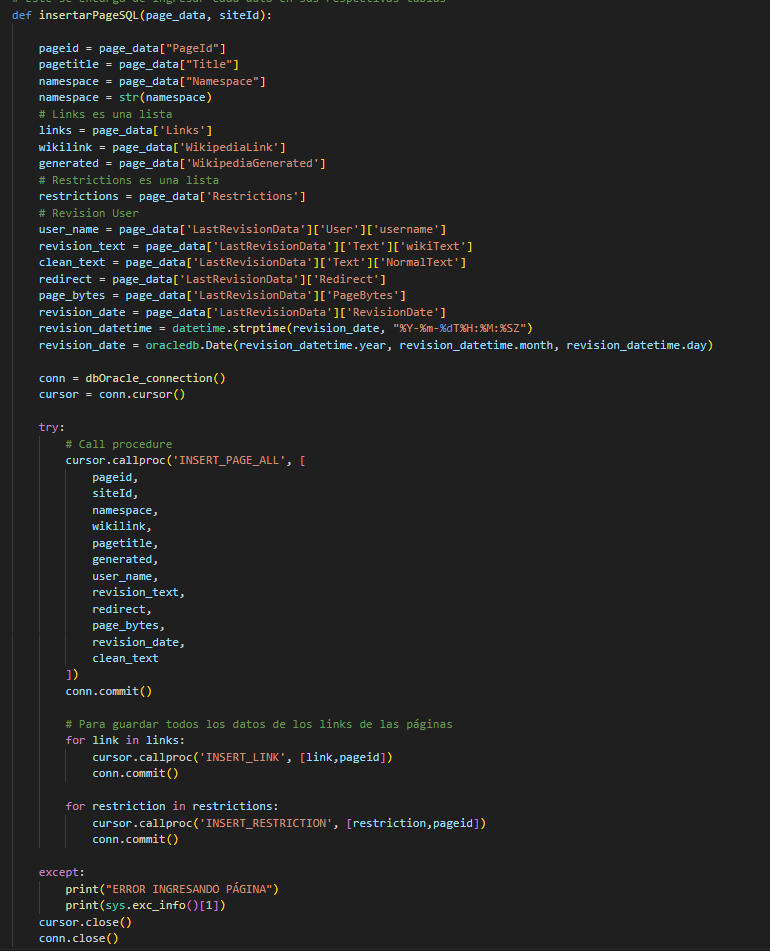 # Este se encarga de ingresar cada dato en sus respectivas tablas
def insertarPageSQL(page_data, siteId):
pageid = page_data["PageId"]
pagetitle = page_data["Title"]
namespace = page_data["Namespace"]
namespace = str(namespace)
# Links es una lista
links = page_data['Links']
wikilink = page_data['WikipediaLink']
generated = page_data['WikipediaGenerated']
# Restrictions es una lista
restrictions = page_data['Restrictions']
# Revision User
user_name = page_data['LastRevisionData']['User']['username']
revision_text = page_data['LastRevisionData']['Text']['wikiText']
clean_text = page_data['LastRevisionData']['Text']['NormalText']
redirect = page_data['LastRevisionData']['Redirect']
page_bytes = page_data['LastRevisionData']['PageBytes']
revision_date = page_data['LastRevisionData']['RevisionDate']
revision_datetime = datetime.strptime(revision_date, "%Y-%m-%dT%H:%M:%SZ")
revision_date = oracledb.Date(revision_datetime.year, revision_datetime.month, revision_datetime.day)
conn = dbOracle_connection()
cursor = conn.cursor()
try:
# Call procedure
cursor.callproc('INSERT_PAGE_ALL', [
pageid,
siteId,
namespace,
wikilink,
pagetitle,
generated,
user_name,
revision_text,
redirect,
page_bytes,
revision_date,
clean_text
])
conn.commit()
# Para guardar todos los datos de los links de las páginas
for link in links:
cursor.callproc('INSERT_LINK', [link,pageid])
conn.commit()
for restriction in restrictions:
cursor.callproc('INSERT_RESTRICTION', [restriction,pageid])
conn.commit()
except:
print("ERROR INGRESANDO PÁGINA")
print(sys.exc_info()[1])
cursor.close()
conn.close()